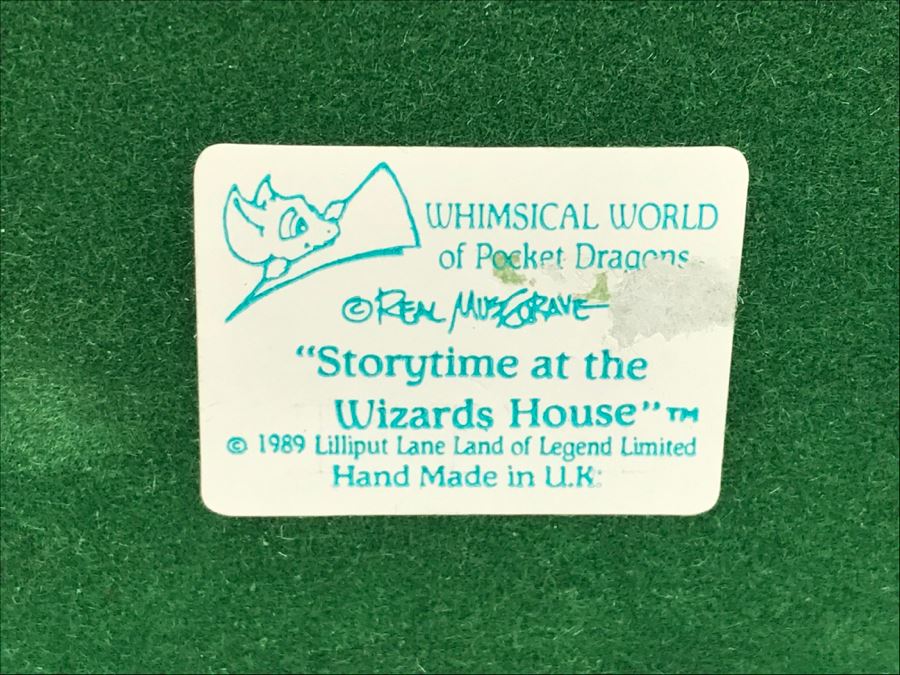 WHIMSICAL WORLD
of Pocket Dragons
© REAL MUSGRAVE
"Storytime at the
Wizards House"™
© 1989 Lilliput Lane Land of Legend Limited
Hand Made in U.K.